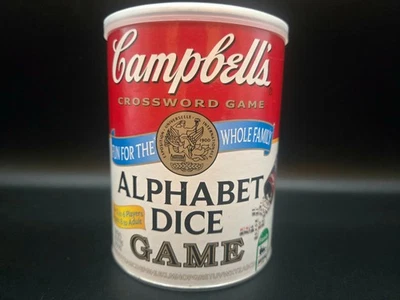 Campbell's
CROSSWORD GAME
FUN FOR THE WHOLE FAMILY
ALPHABET
DICE
GAME